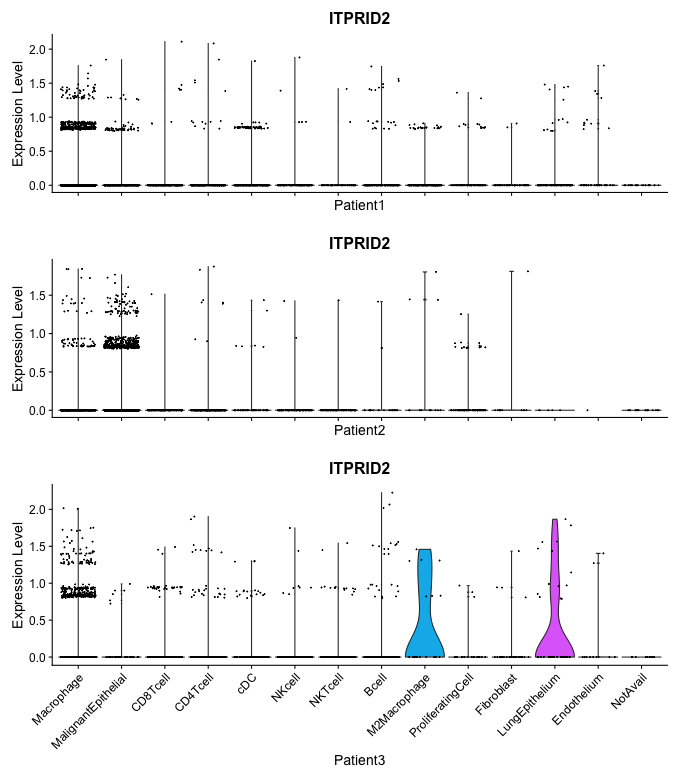 ITPRID2
Expression Level
2.0
1.5
1.0
0.5
0.0
Patient1
ITPRID2
Expression Level
1.5
1.0
0.5
0.0
Patient2
ITPRID2
Expression Level
2.0
1.5
1.0
0.5
0.0
Macrophage
MalignantEpithelial
CD8Tcell
CD4Tcell
cDC
NKcell
NKTcell
Bcell
M2Macrophage
ProliferatingCell
Fibroblast
LungEpithelium
Endothelium
NotAvail
Patient3